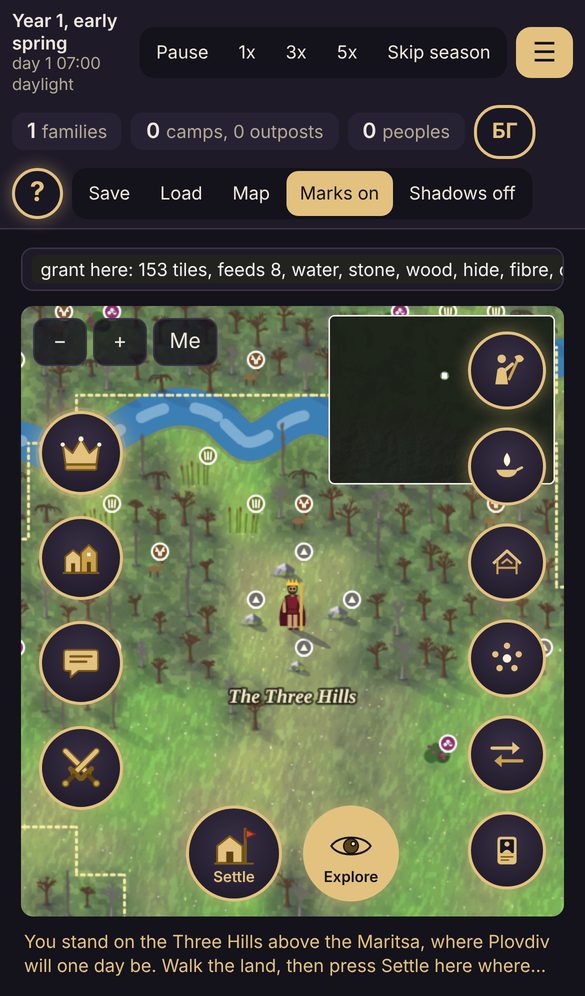 Year 1, early
spring
day 1 07:00
daylight
Pause 1x 3x 5x Skip season ☰
1 families 0 camps, 0 outposts 0 peoples БГ
? Save Load Map Marks on Shadows off
grant here: 153 tiles, feeds 8, water, stone, wood, hide, fibre,
− + Me
The Three Hills
Settle Explore
You stand on the Three Hills above the Maritsa, where Plovdiv
will one day be. Walk the land, then press Settle here where...